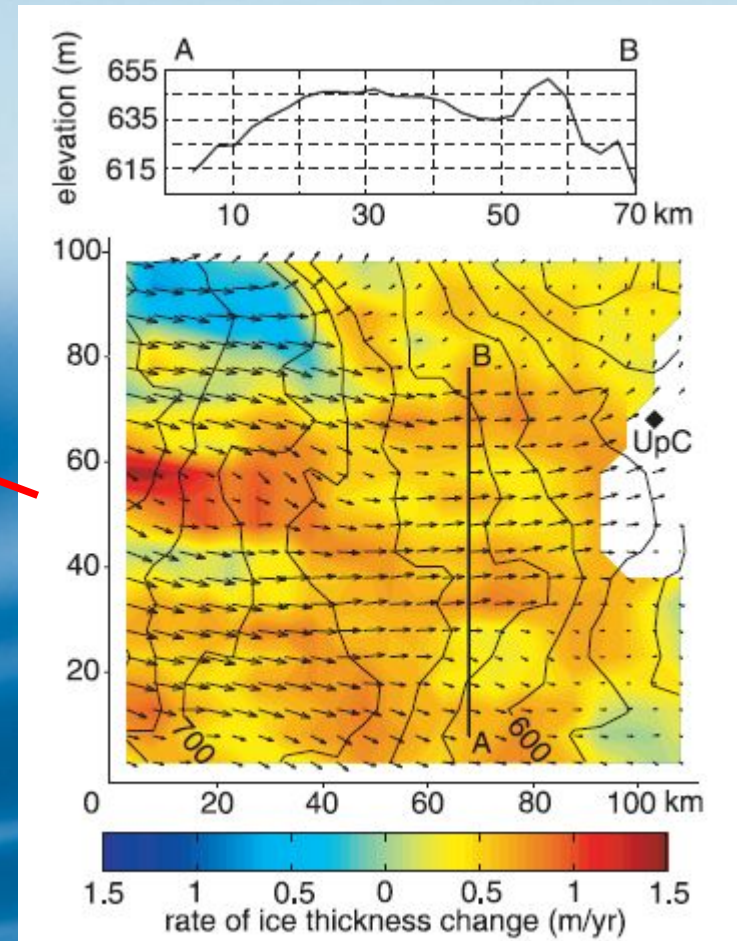 A B
elevation (m)
655
635
615
10 30 50 70 km
100
80
60
40
20
B
UpC
A
700
600
0 20 40 60 80 100 km
1.5 1 0.5 0 0.5 1 1.5
rate of ice thickness change (m/yr)